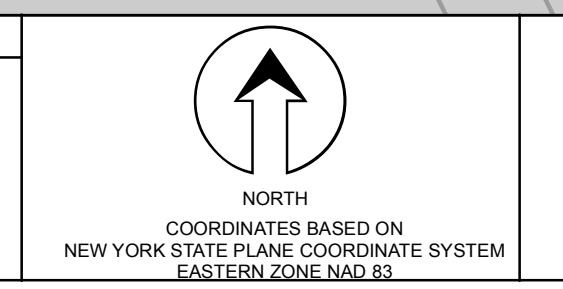 NORTH
COORDINATES BASED ON
NEW YORK STATE PLANE COORDINATE SYSTEM
EASTERN ZONE NAD 83